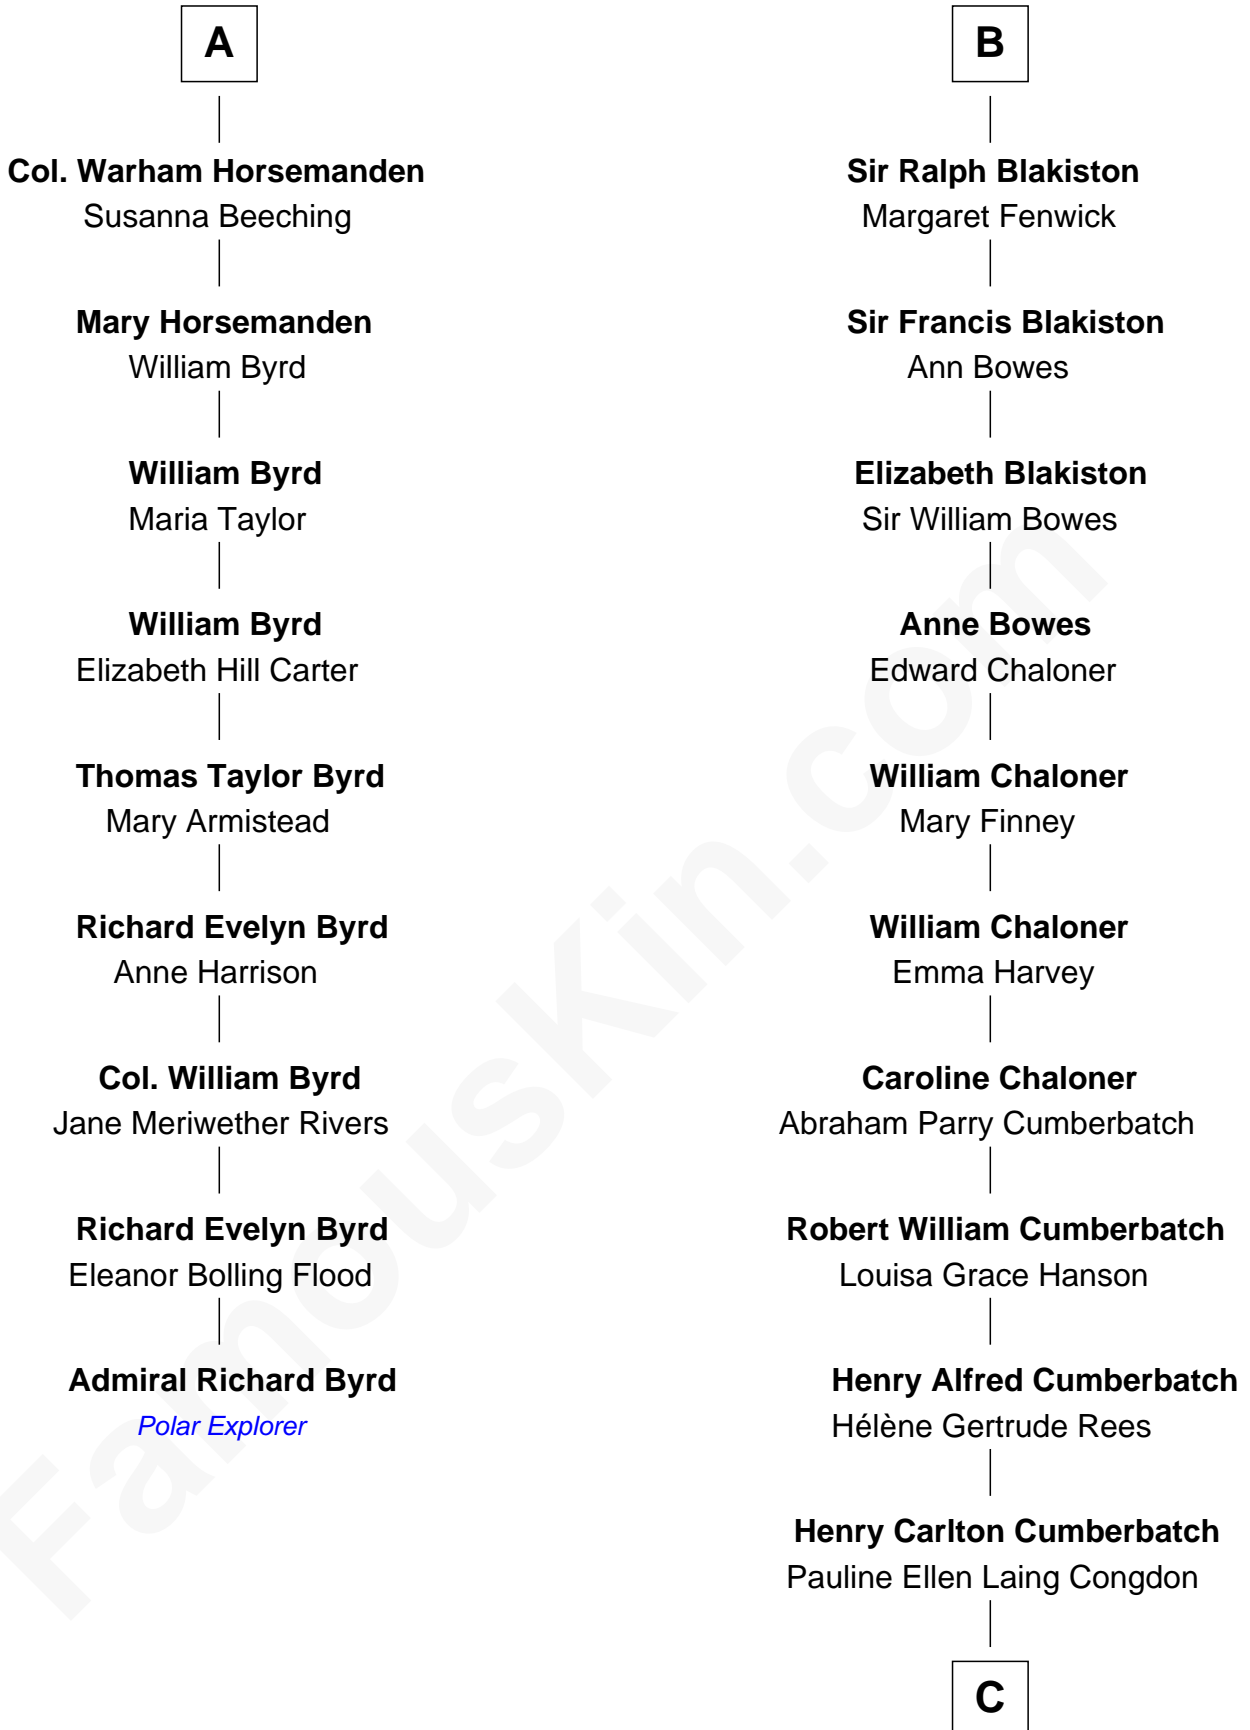 A
Col. Warham Horsemanden
Susanna Beeching
Mary Horsemanden
William Byrd
William Byrd
Maria Taylor
William Byrd
Elizabeth Hill Carter
Thomas Taylor Byrd
Mary Armistead
Richard Evelyn Byrd
Anne Harrison
Col. William Byrd
Jane Meriwether Rivers
Richard Evelyn Byrd
Eleanor Bolling Flood
Admiral Richard Byrd
Polar Explorer
B
Sir Ralph Blakiston
Margaret Fenwick
Sir Francis Blakiston
Ann Bowes
Elizabeth Blakiston
Sir William Bowes
Anne Bowes
Edward Chaloner
William Chaloner
Mary Finney
William Chaloner
Emma Harvey
Caroline Chaloner
Abraham Parry Cumberbatch
Robert William Cumberbatch
Louisa Grace Hanson
Henry Alfred Cumberbatch
Hélène Gertrude Rees
Henry Carlton Cumberbatch
Pauline Ellen Laing Congdon
C
FamousKin.com